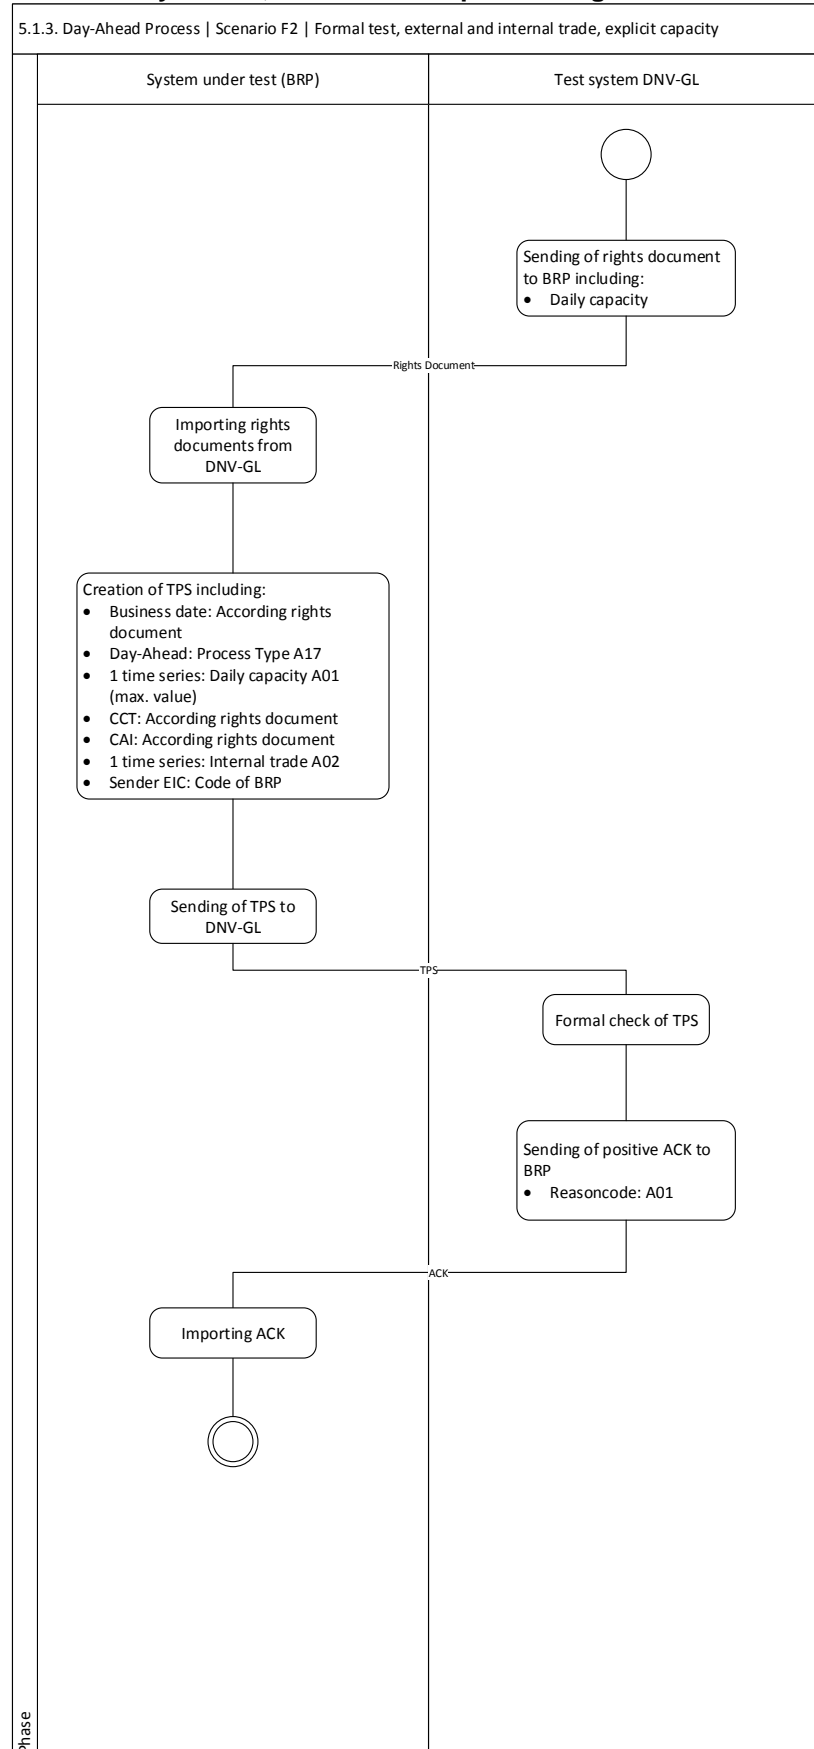 5.1.3. Day-Ahead Process | Scenario F2 | Formal test, external and internal trade, explicit capacity
System under test (BRP)
Test system DNV-GL
Sending of rights document
to BRP including:
• Daily capacity
Rights Document
Importing rights
documents from
DNV-GL
Creation of TPS including:
• Business date: According rights
document
• Day-Ahead: Process Type A17
• 1 time series: Daily capacity A01
(max. value)
• CCT: According rights document
• CAI: According rights document
• 1 time series: Internal trade A02
• Sender EIC: Code of BRP
Sending of TPS to
DNV-GL
TPS
Formal check of TPS
Sending of positive ACK to
BRP
• Reasoncode: A01
ACK
Importing ACK
Phase